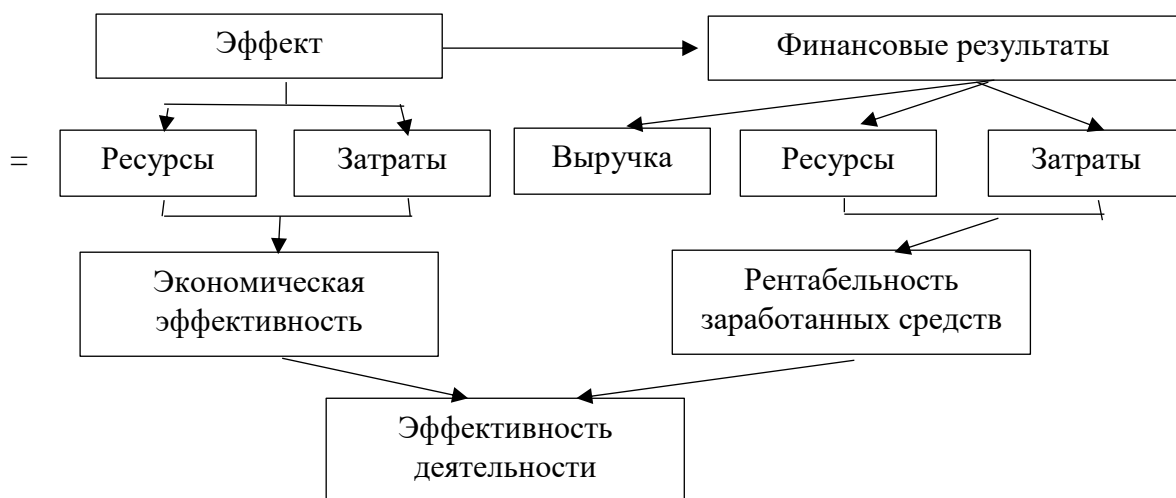 Эффект
Финансовые результаты
=
Ресурсы
Затраты
Выручка
Ресурсы
Затраты
Экономическая
эффективность
Рентабельность
заработанных средств
Эффективность
деятельности